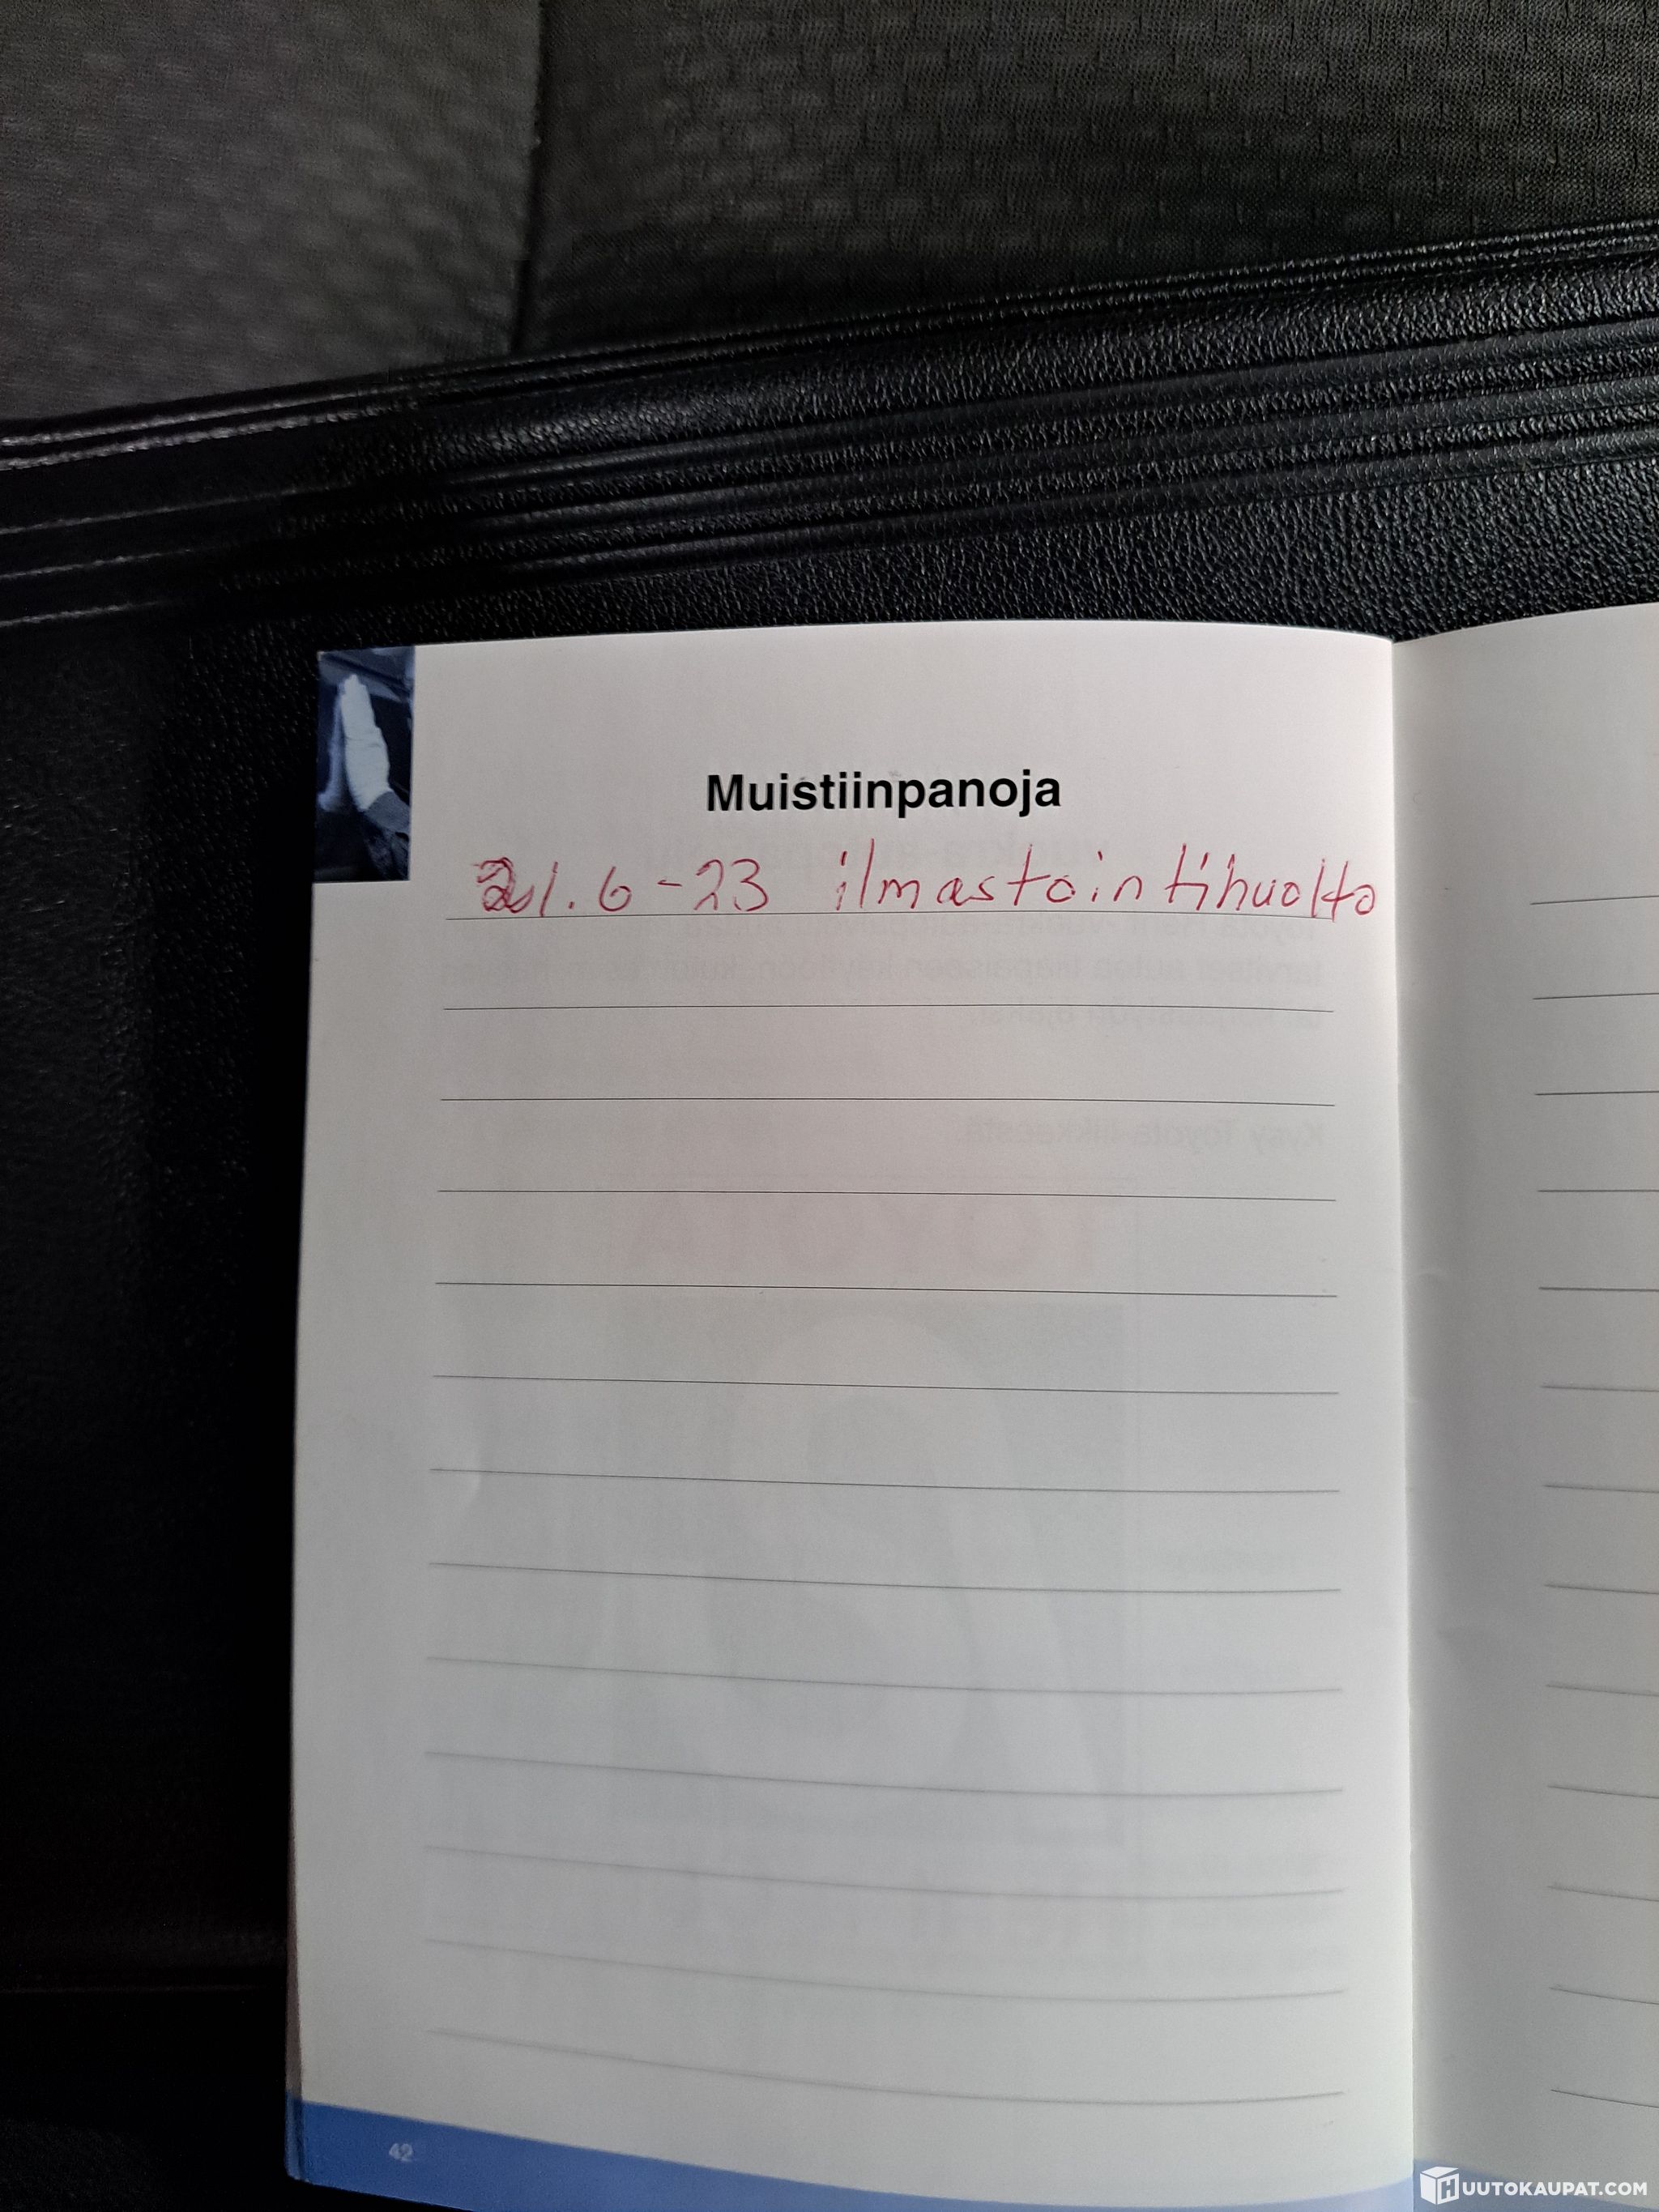 Muistiinpanoja
21.6-23 ilmastointihuolto
42
HUUTOKAUPAT.COM